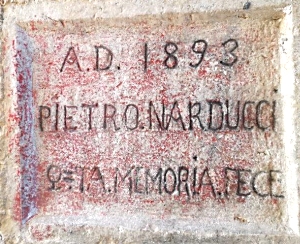 A.D. 1893
PIETRO.NARDUCCI
Q=TA.MEMORIA.FECE